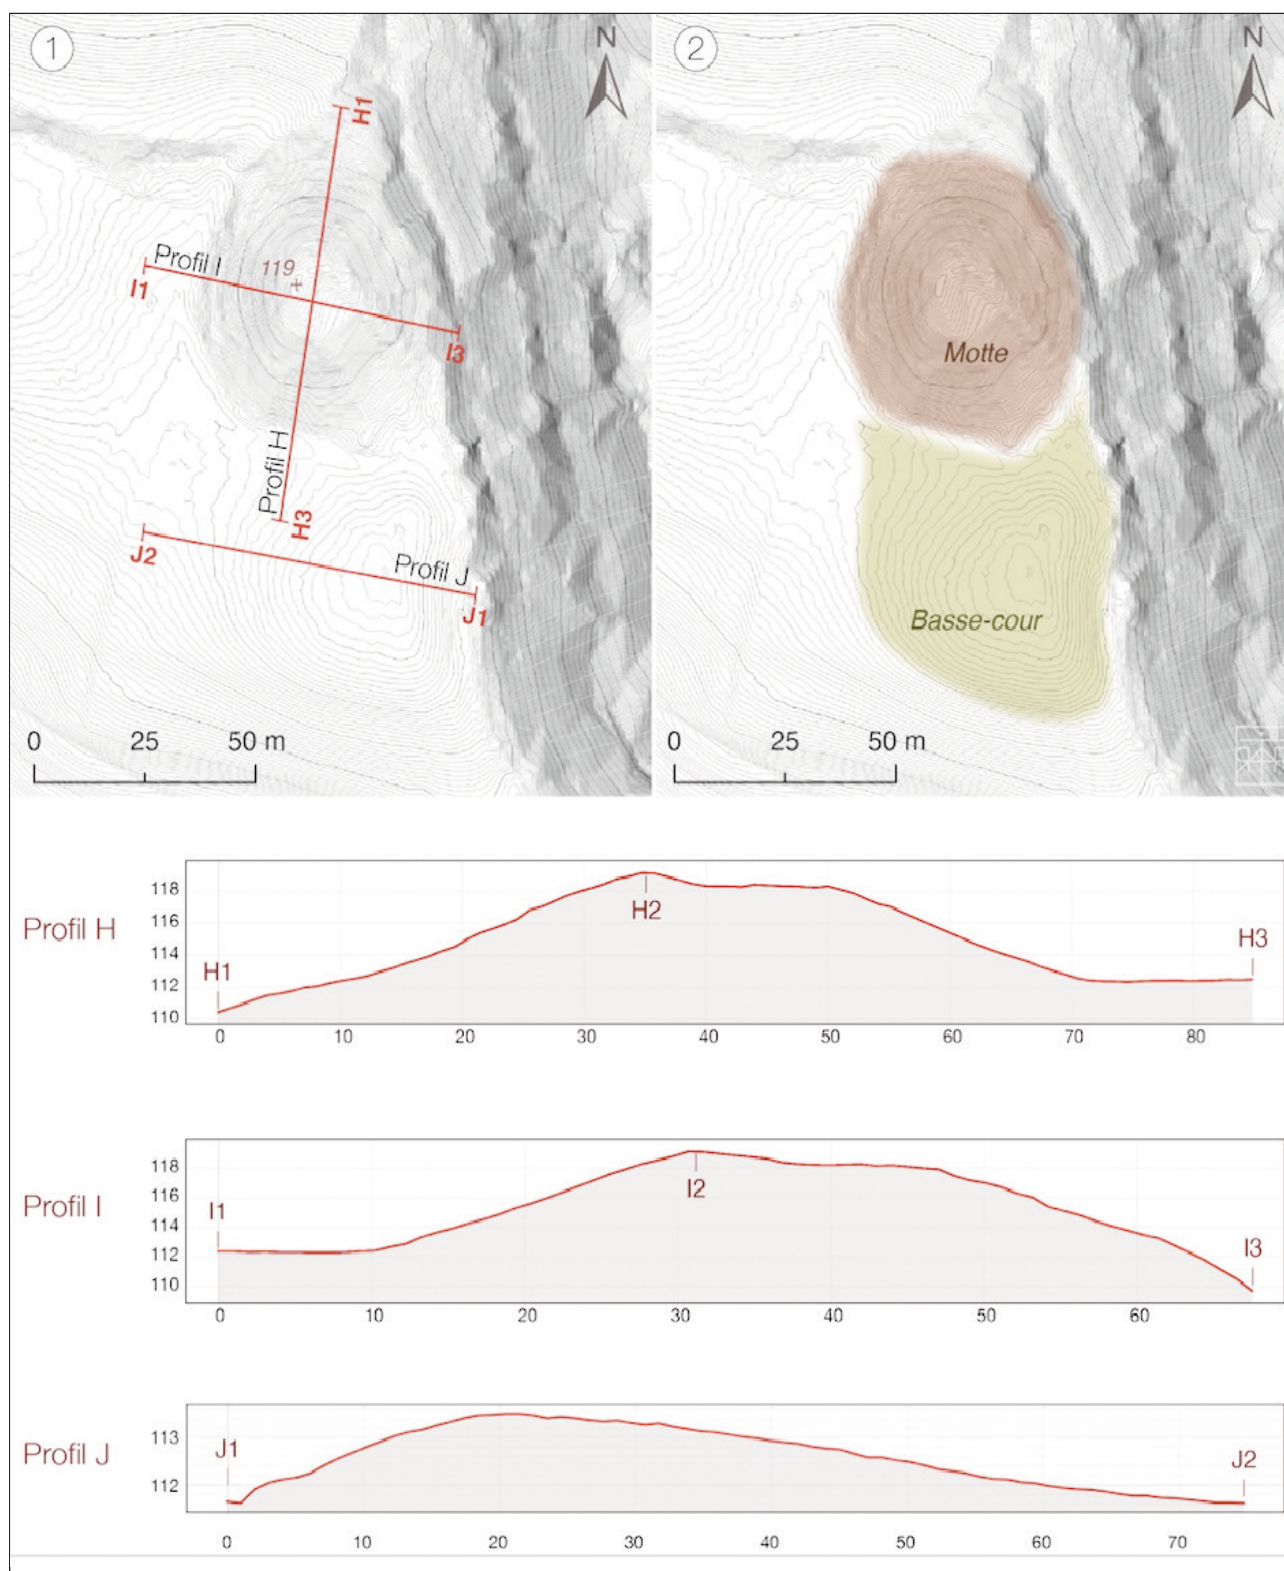 1
N
H1
Profil I
119
I1
I3
Profil H
H3
J2
Profil J
J1
0 25 50 m
2
N
Motte
Basse-cour
0 25 50 m
Profil H
118
116
114
112
110
H1
H2
H3
0 10 20 30 40 50 60 70 80
Profil I
118
116
114
112
110
I1
I2
I3
0 10 20 30 40 50 60
Profil J
113
112
J1
J2
0 10 20 30 40 50 60 70